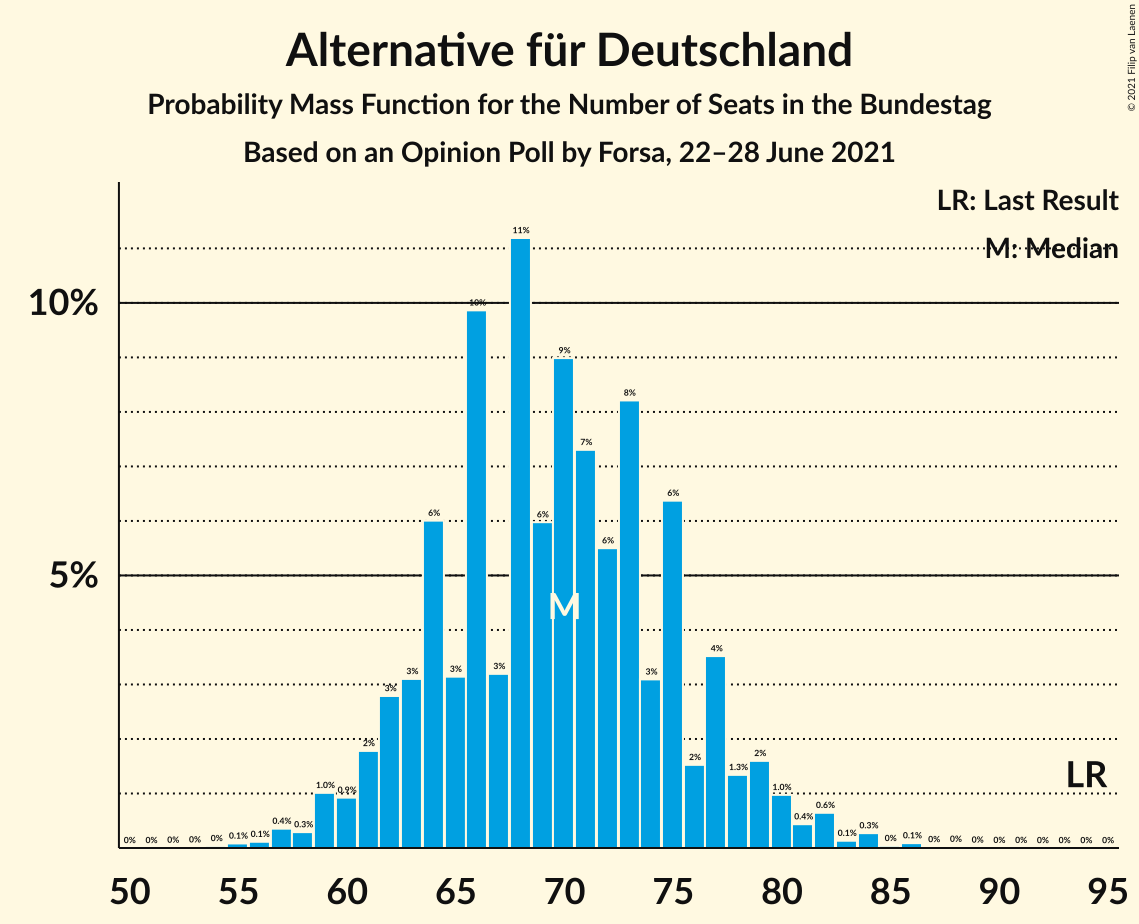 © 2021 Filip van Laenen
Alternative für Deutschland
Probability Mass Function for the Number of Seats in the Bundestag
Based on an Opinion Poll by Forsa, 22–28 June 2021
LR: Last Result
M: Median
10%
5%
0% 0% 0% 0% 0% 0.1% 0.1% 0.4% 0.3% 1.0% 0.9% 2% 3% 3% 6% 3% 10% 3% 11% 6% 9% 7% 6% 8% 3% 6% 2% 4% 1.3% 2% 1.0% 0.4% 0.6% 0.1% 0.3% 0% 0.1% 0% 0% 0% 0% 0% 0% 0% 0% 0%
M
LR
50 55 60 65 70 75 80 85 90 95